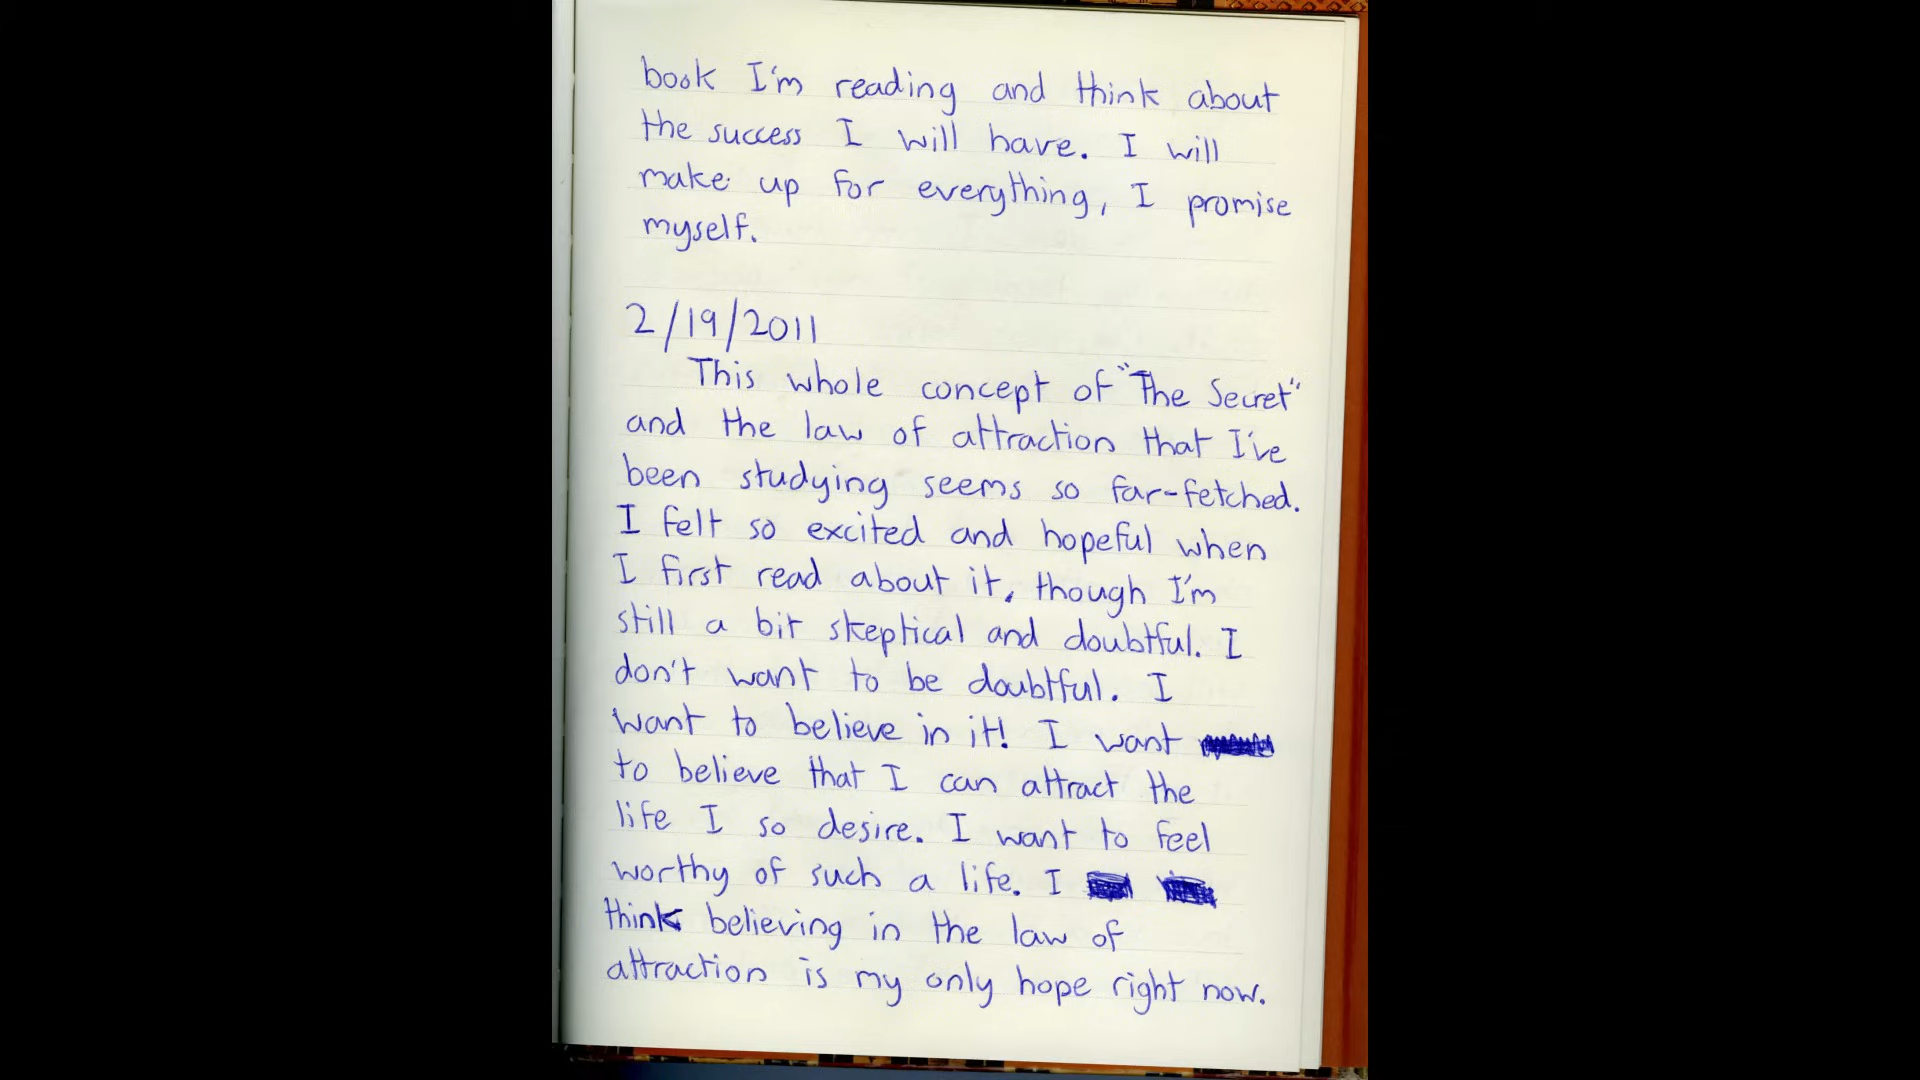 book I'm reading and think about
the success I will have. I will
make up for everything, I promise
myself.
2/19/2011
This whole concept of "The Secret"
and the law of attraction that I've
been studying seems so far-fetched.
I felt so excited and hopeful when
I first read about it, though I'm
still a bit skeptical and doubtful. I
don't want to be doubtful. I
want to believe in it! I want
to believe that I can attract the
life I so desire. I want to feel
worthy of such a life. I
think believing in the law of
attraction is my only hope right now.